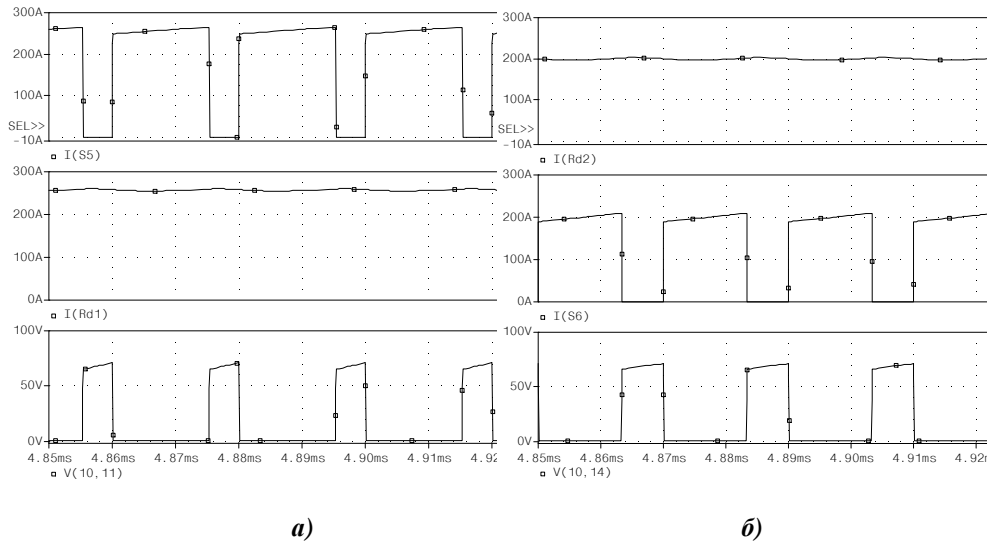 300A
200A
100A
SEL>>
-10A
I(S5)
300A
200A
100A
0A
I(Rd1)
100V
50V
0V
4.85ms 4.86ms 4.87ms 4.88ms 4.89ms 4.90ms 4.91ms 4.92
V(10,11)
а)
300A
200A
100A
SEL>>
-10A
I(Rd2)
300A
200A
100A
0A
I(S6)
100V
50V
0V
4.85ms 4.86ms 4.87ms 4.88ms 4.89ms 4.90ms 4.91ms 4.92m
V(10,14)
б)